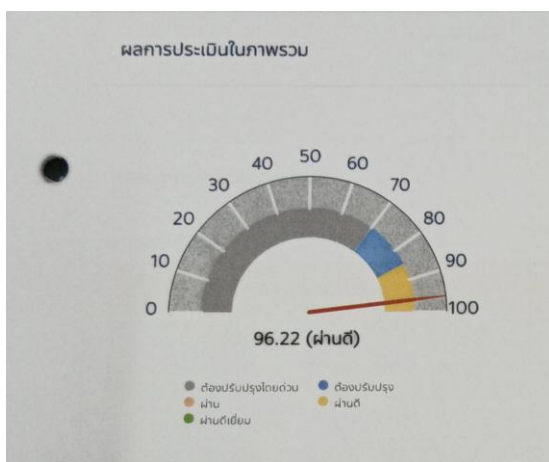 ผลการประเมินในภาพรวม
50
40 60
30 70
20 80
10 90
0 100
96.22 (ผ่านดี)
ต้องปรับปรุงโดยด่วน ต้องปรับปรุง
ผ่าน ผ่านดี
ผ่านดีเยี่ยม